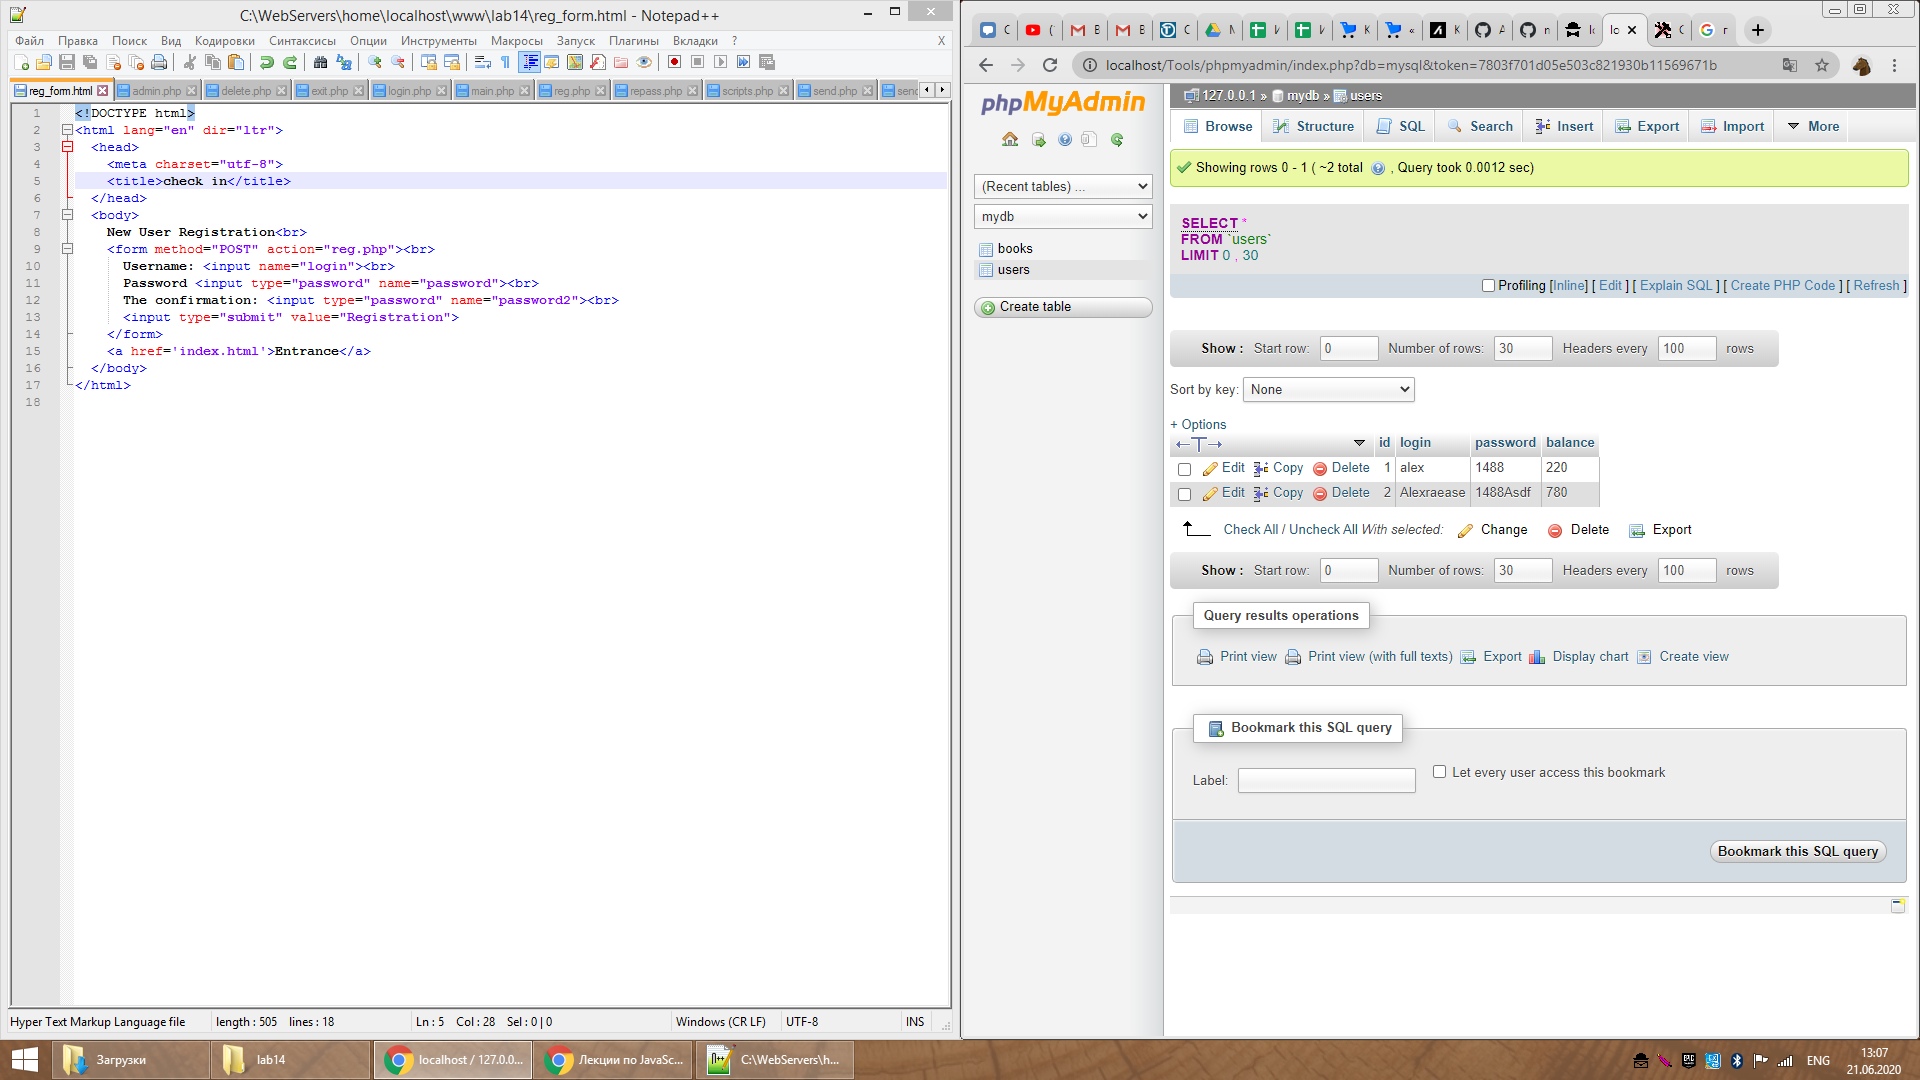 C:\WebServers\home\localhost\www\lab14\reg_form.html - Notepad++
Файл Правка Поиск Вид Кодировки Синтаксисы Опции Инструменты Макросы Запуск Плагины Вкладки ? X
reg_form.html admin.php delete.php exit.php login.php main.php reg.php repass.php scripts.php send.php
1 <!DOCTYPE html>
2 <html lang="en" dir="ltr">
3 <head>
4 <meta charset="utf-8">
5 <title>check in</title>
6 </head>
7 <body>
8 New User Registration<br>
9 <form method="POST" action="reg.php"><br>
10 Username: <input name="login"><br>
11 Password <input type="password" name="password"><br>
12 The confirmation: <input type="password" name="password2"><br>
13 <input type="submit" value="Registration">
14 </form>
15 <a href='index.html'>Entrance</a>
16 </body>
17 </html>
18
Hyper Text Markup Language file length : 505 lines : 18 Ln : 5 Col : 28 Sel : 0 | 0 Windows (CR LF) UTF-8 INS
localhost/Tools/phpmyadmin/index.php?db=mysql&token=7803f701d05e503c821930b11569671b
phpMyAdmin
(Recent tables) ...
mydb
books
users
Create table
127.0.0.1 » mydb » users
Browse Structure SQL Search Insert Export Import More
Showing rows 0 - 1 ( ~2 total , Query took 0.0012 sec)
SELECT *
FROM `users`
LIMIT 0 , 30
Profiling [Inline] [ Edit ] [ Explain SQL ] [ Create PHP Code ] [ Refresh ]
Show : Start row: 0 Number of rows: 30 Headers every 100 rows
Sort by key: None
+ Options
←T→ id login password balance
Edit Copy Delete 1 alex 1488 220
Edit Copy Delete 2 Alexraease 1488Asdf 780
Check All / Uncheck All With selected: Change Delete Export
Show : Start row: 0 Number of rows: 30 Headers every 100 rows
Query results operations
Print view Print view (with full texts) Export Display chart Create view
Bookmark this SQL query
Label: Let every user access this bookmark
Bookmark this SQL query
Загрузки lab14 localhost / 127.0.0... Лекции по JavaSc... C:\WebServers\h... ENG 13:07
21.06.2020